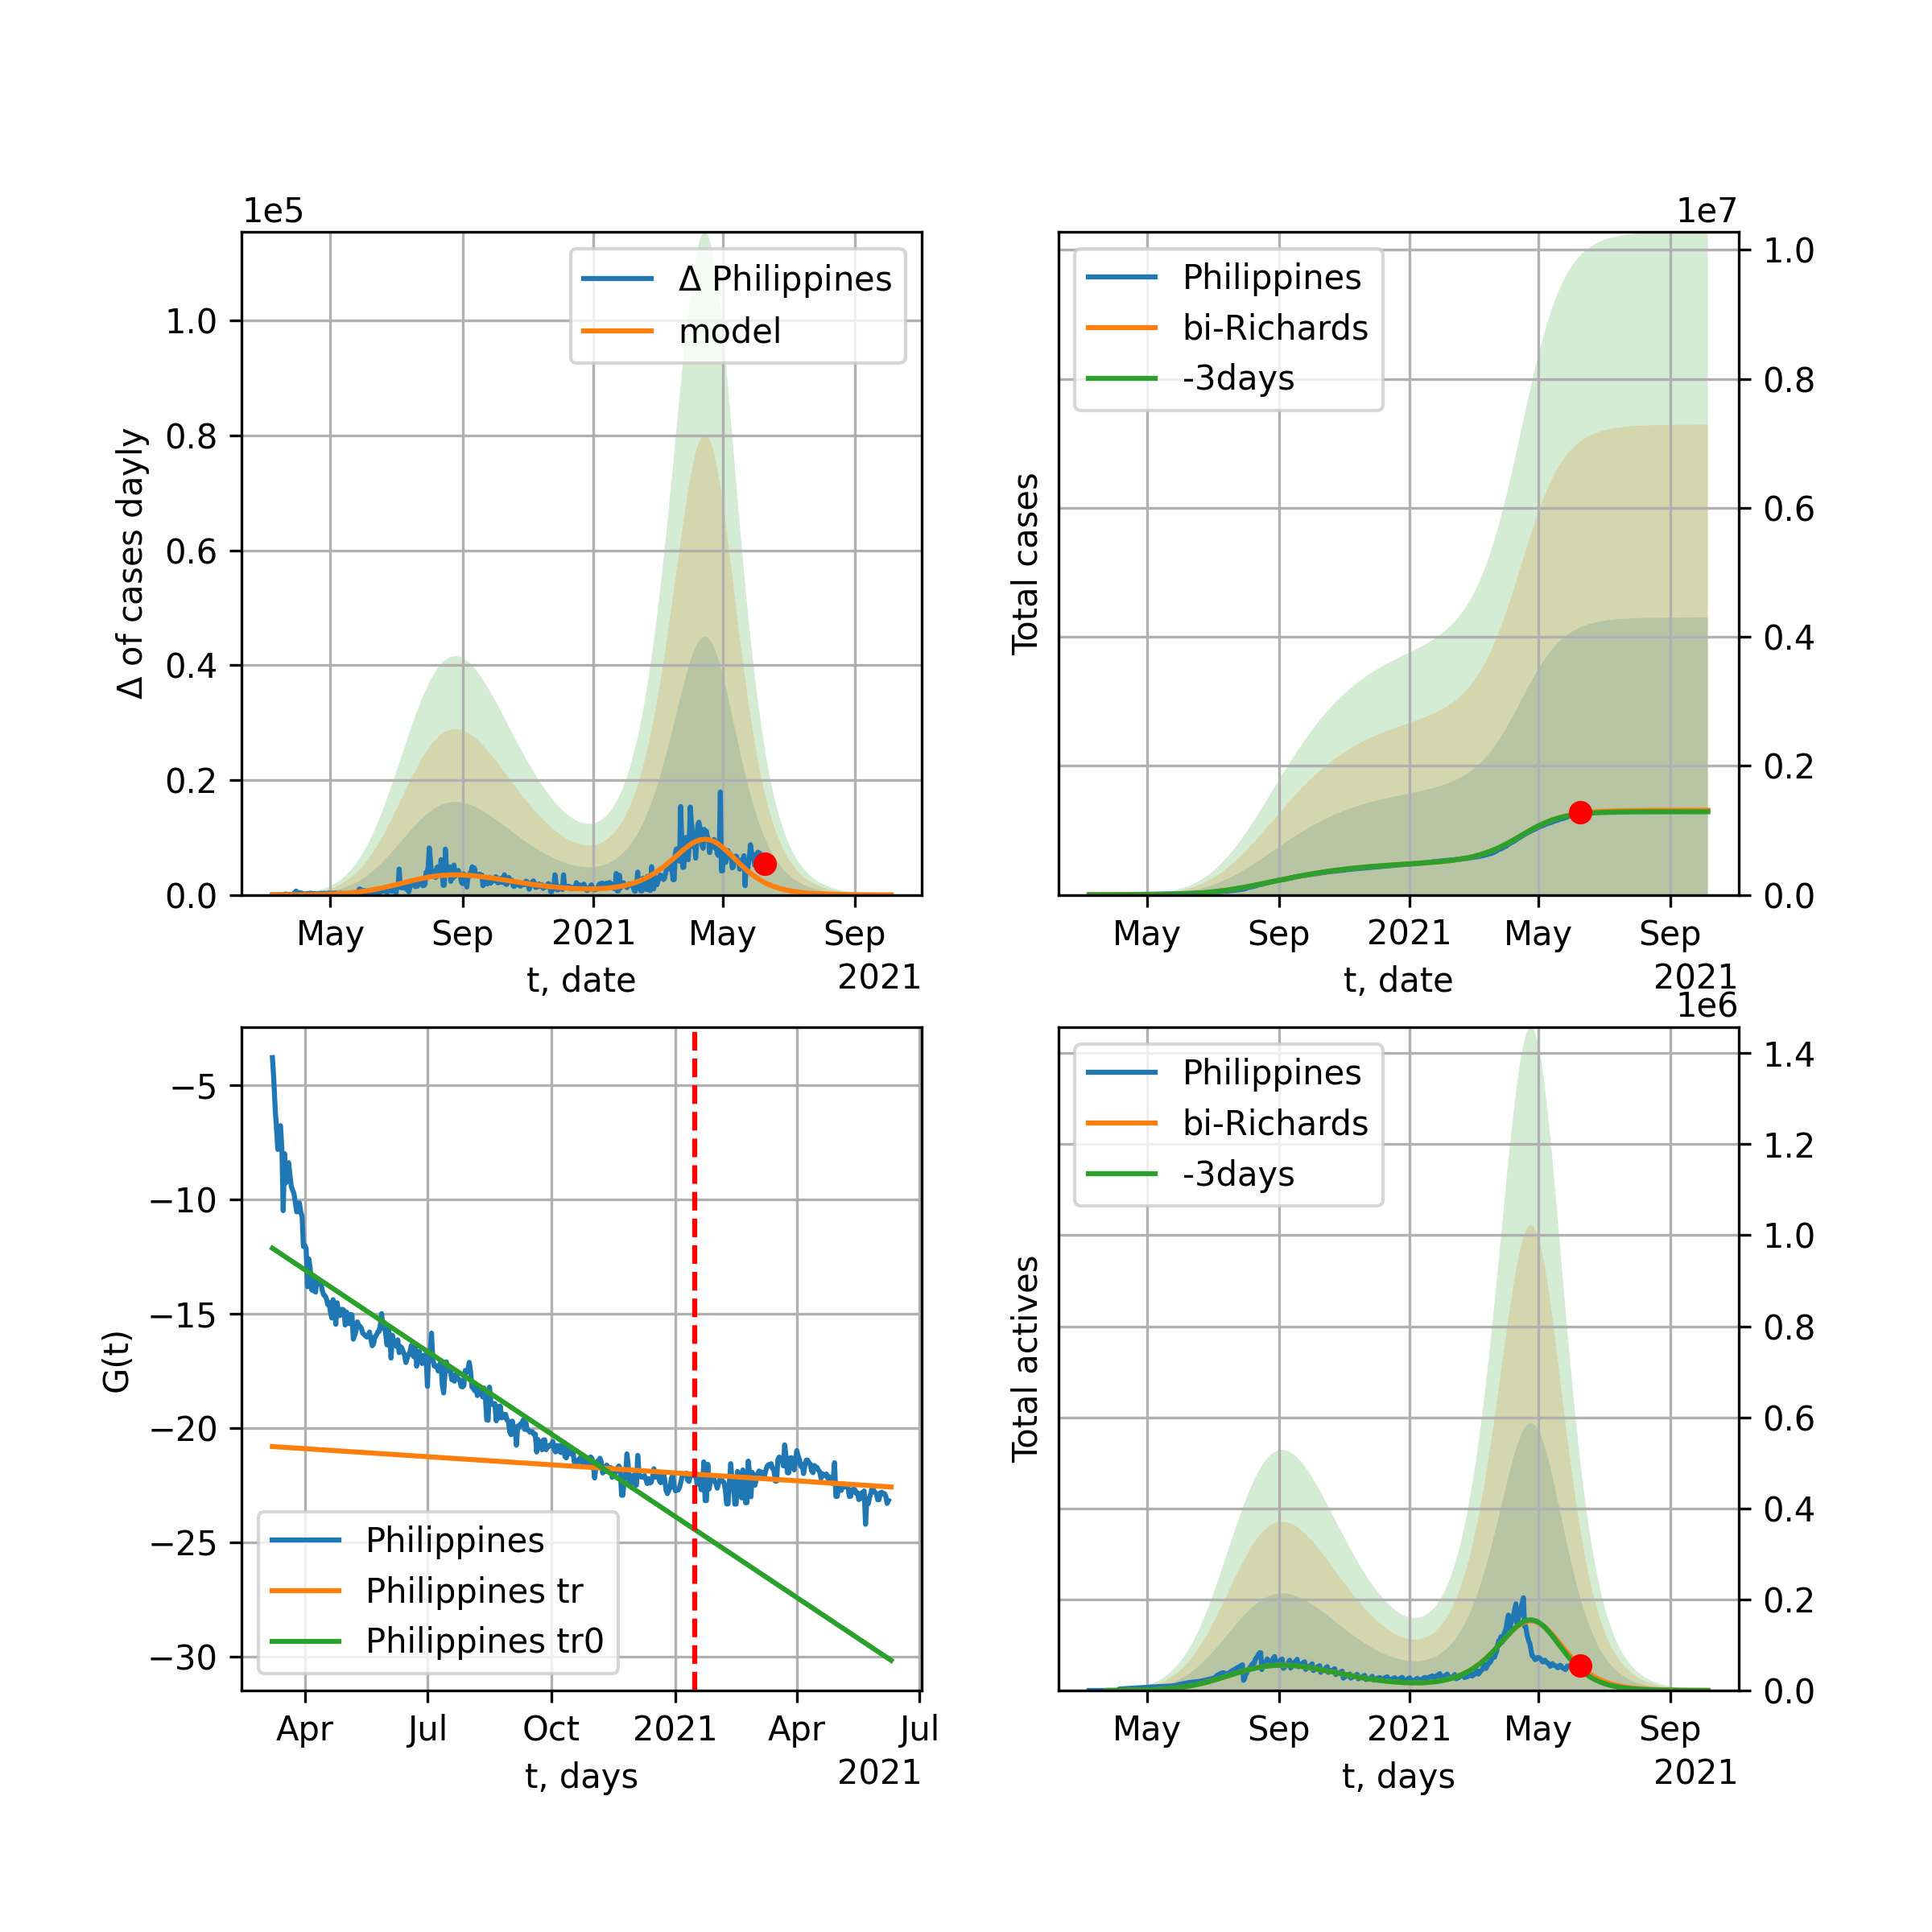 1e5
Δ Philippines
model
Δ of cases dayly
1.0
0.8
0.6
0.4
0.2
0.0
May Sep 2021 May Sep
t, date
2021
1e7
Philippines
bi-Richards
-3days
Total cases
1.0
0.8
0.6
0.4
0.2
0.0
May Sep 2021 May Sep
t, date
2021
G(t)
−5
−10
−15
−20
−25
−30
Philippines
Philippines tr
Philippines tr0
Apr Jul Oct 2021 Apr Jul
t, days
2021
1e6
Philippines
bi-Richards
-3days
Total actives
1.4
1.2
1.0
0.8
0.6
0.4
0.2
0.0
May Sep 2021 May Sep
t, days
2021